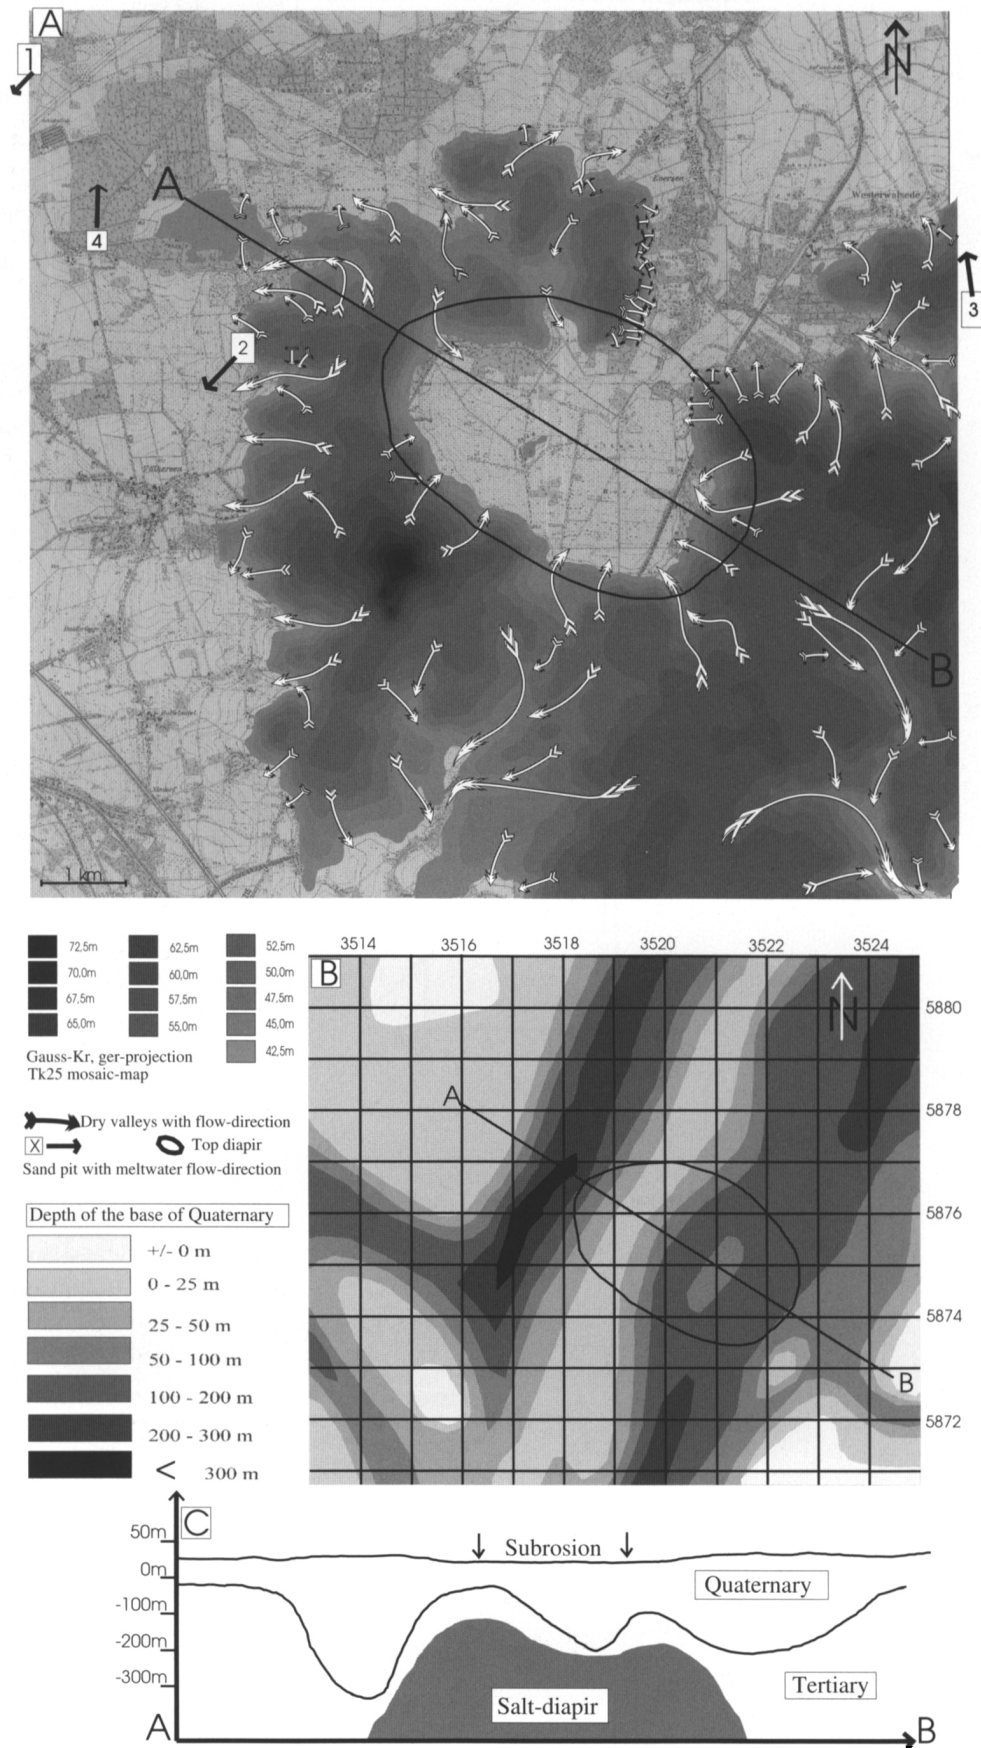 A
1
N
Eversen
Westerwahede
A
4
3
2
Völkersen
B
1 km
72,5m 62,5m 52,5m
70,0m 60,0m 50,0m
67,5m 57,5m 47,5m
65,0m 55,0m 45,0m
42,5m
Gauss-Kr, ger-projection
Tk25 mosaic-map
Dry valleys with flow-direction
X Top diapir
Sand pit with meltwater flow-direction
Depth of the base of Quaternary
+/- 0 m
0 - 25 m
25 - 50 m
50 - 100 m
100 - 200 m
200 - 300 m
< 300 m
3514 3516 3518 3520 3522 3524
B
N
5880
A
5878
5876
5874
B
5872
C
50m
Subrosion
0m
Quaternary
-100m
-200m
-300m
Tertiary
Salt-diapir
A B